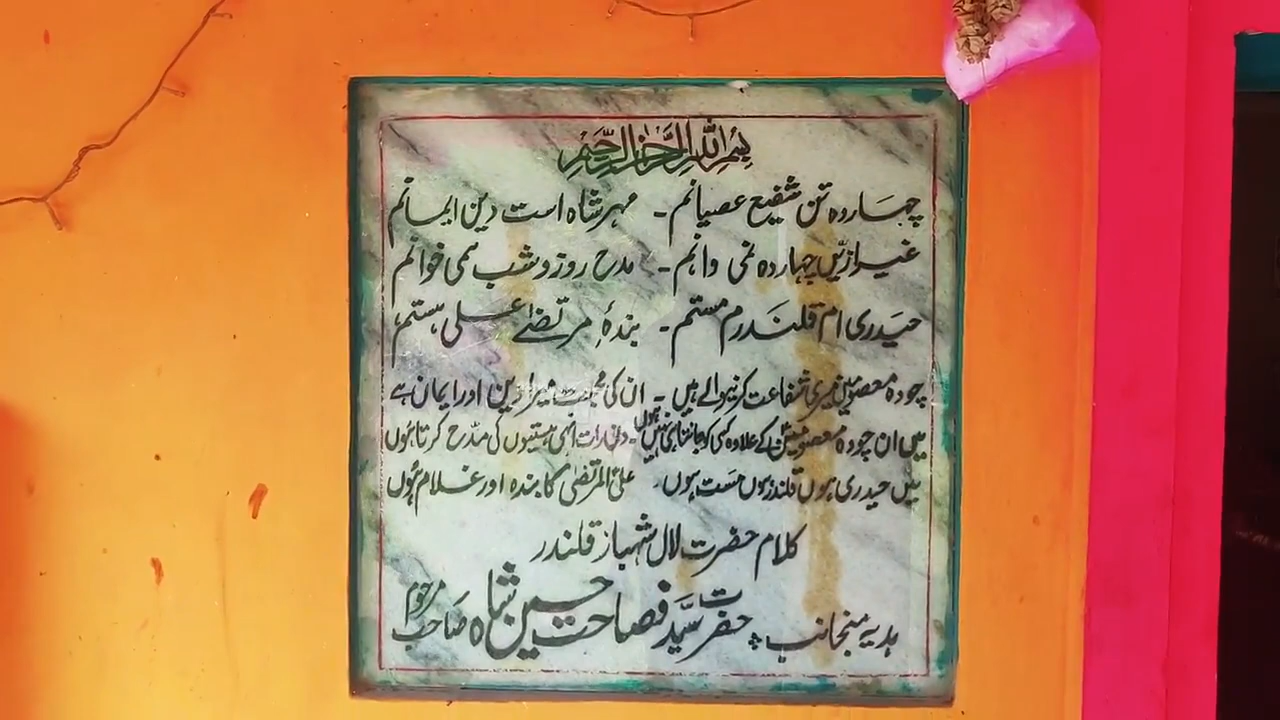 بسم اللہ الرحمن الرحیم
چہاردہ تن شفیع عصیانم ۔ مہر شاہ است دین ایمانم
غیر ازیں چہاردہ نمی دانم ۔ مدح روز و شب ہمی خوانم
حیدری ام قلندرم مستم ۔ بندۂ مرتضےٰ علی ہستم
چودہ معصومینؑ میری شفاعت کرنیوالے ہیں ۔ ان کی محبت میرا دین اور ایمان ہے
میں ان چودہ معصومینؑ کے علاوہ کسی کو جانتا ہی نہیں ہوں ۔ دن رات انہی ہستیوں کی مدح کرتا ہوں
میں حیدری ہوں قلندر ہوں مست ہوں ۔ علیؑ المرتضیٰ کا بندہ اور غلام ہوں
کلام حضرت لال شہباز قلندر
ہدیہ منجانب حضرت سیّد فصاحت حسین شاہ صاحب مرحوم